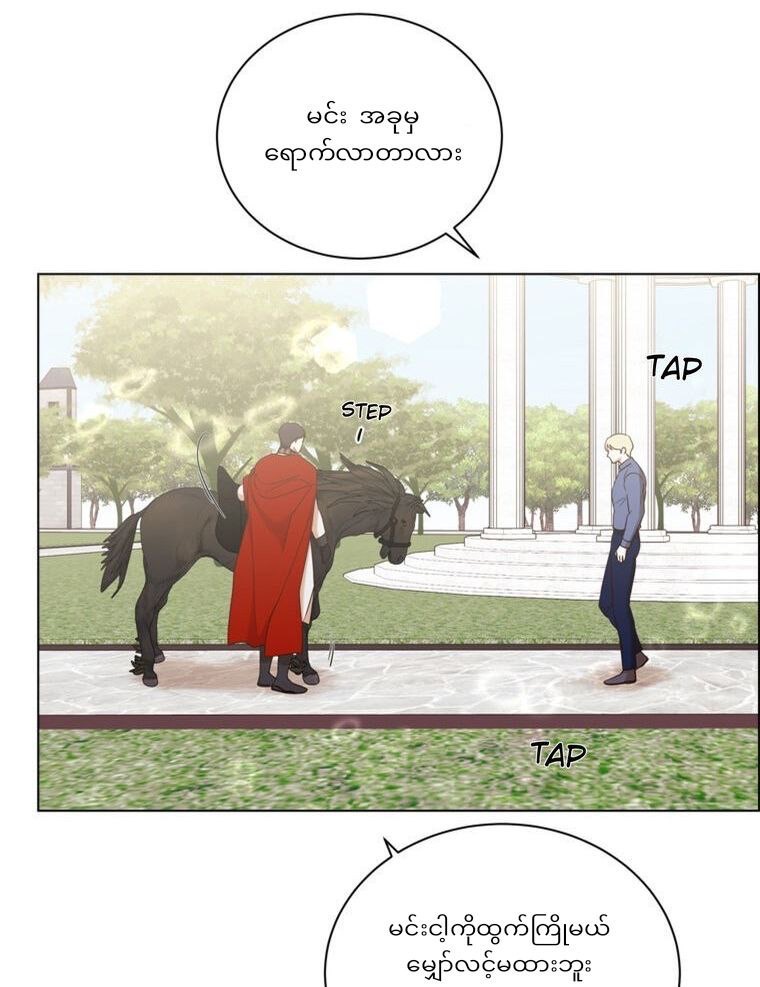 မင်း အခုမှ
ရောက်လာတာလား
TAP
STEP
TAP
မင်းငါ့ကိုထွက်ကြိုမယ်
မျှော်လင့်မထားဘူး